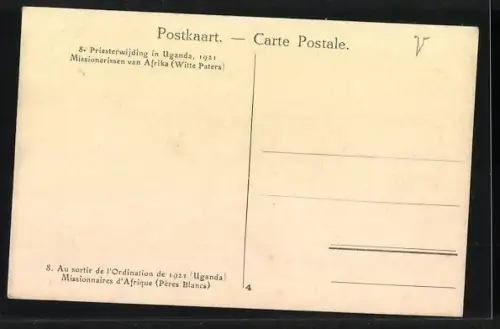 Postkaart. — Carte Postale.
8. Priesterwijding in Uganda, 1921
Missionarissen van Afrika (Witte Paters)
8. Au sortir de l'Ordination de 1921 (Uganda)
Missionnaires d'Afrique (Pères Blancs)
4